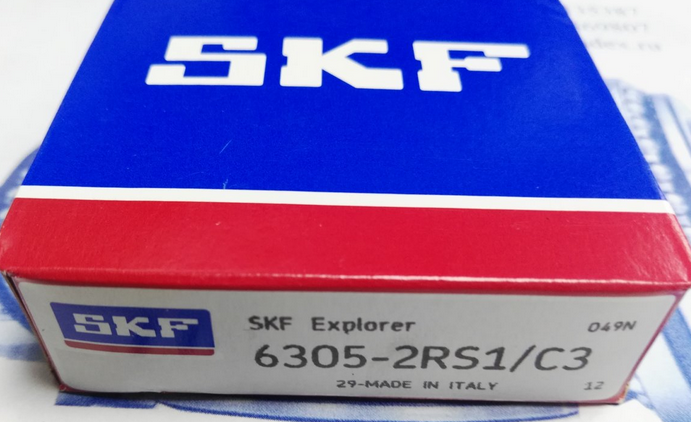 SKF
SKF
SKF Explorer
049N
6305-2RS1/C3
29-MADE IN ITALY
12